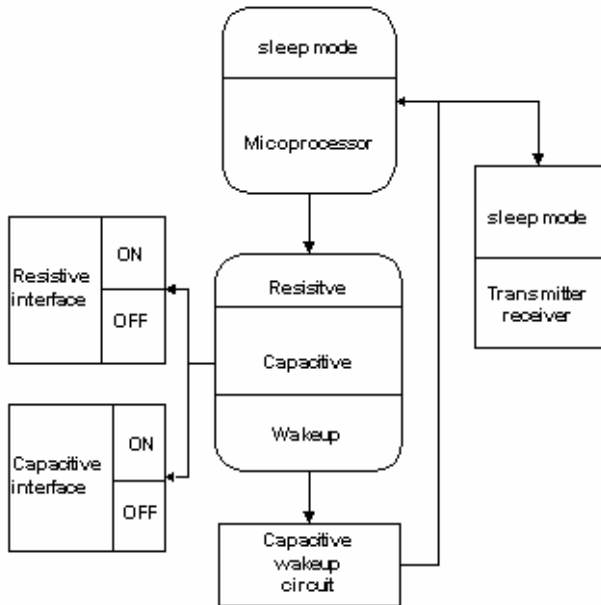 sleep mode
Micoprocessor
sleep mode
Transmitter
receiver
Resistive
interface
ON
OFF
Resisitve
Capacitive
Wakeup
Capacitive
interface
ON
OFF
Capacitive
wakeup
circuit